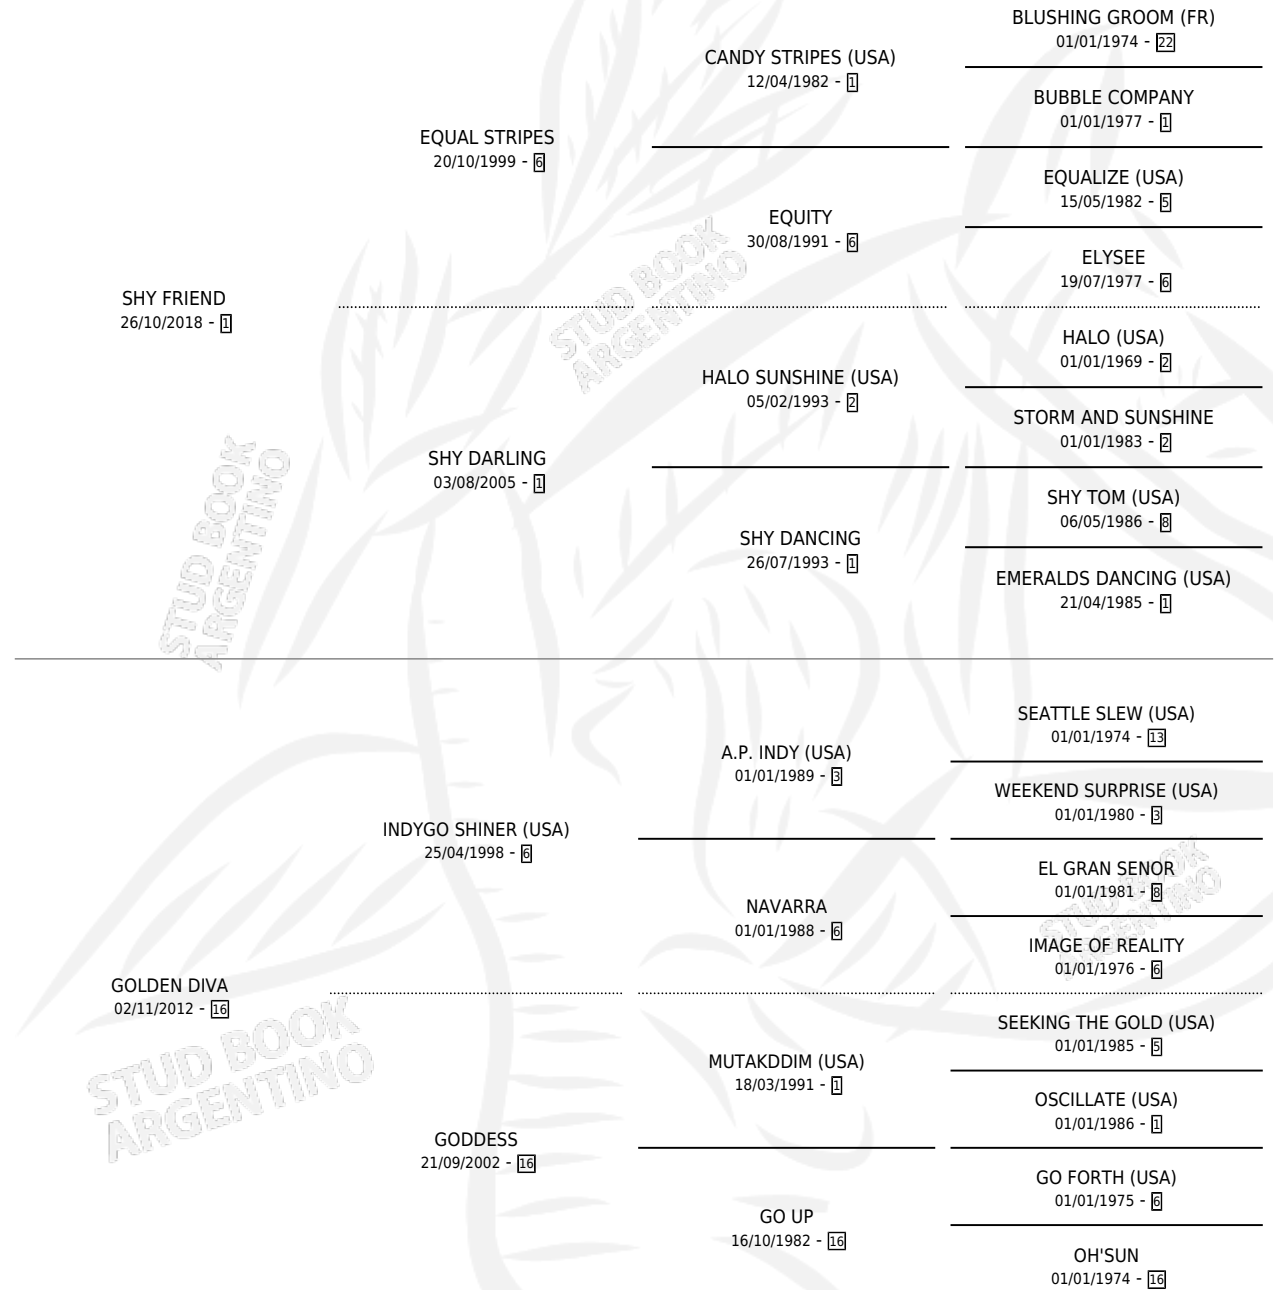 BLUSHING GROOM (FR)
01/01/1974 - 22
CANDY STRIPES (USA)
12/04/1982 - 1
BUBBLE COMPANY
01/01/1977 - 1
EQUAL STRIPES
20/10/1999 - 6
EQUALIZE (USA)
15/05/1982 - 5
EQUITY
30/08/1991 - 6
ELYSEE
19/07/1977 - 6
SHY FRIEND
26/10/2018 - 1
HALO (USA)
01/01/1969 - 2
HALO SUNSHINE (USA)
05/02/1993 - 2
STORM AND SUNSHINE
01/01/1983 - 2
SHY DARLING
03/08/2005 - 1
SHY TOM (USA)
06/05/1986 - 8
SHY DANCING
26/07/1993 - 1
EMERALDS DANCING (USA)
21/04/1985 - 1
SEATTLE SLEW (USA)
01/01/1974 - 13
A.P. INDY (USA)
01/01/1989 - 3
WEEKEND SURPRISE (USA)
01/01/1980 - 3
INDYGO SHINER (USA)
25/04/1998 - 6
EL GRAN SENOR
01/01/1981 - 8
NAVARRA
01/01/1988 - 6
IMAGE OF REALITY
01/01/1976 - 6
GOLDEN DIVA
02/11/2012 - 16
SEEKING THE GOLD (USA)
01/01/1985 - 5
MUTAKDDIM (USA)
18/03/1991 - 1
OSCILLATE (USA)
01/01/1986 - 1
GODDESS
21/09/2002 - 16
GO FORTH (USA)
01/01/1975 - 6
GO UP
16/10/1982 - 16
OH'SUN
01/01/1974 - 16
STUD BOOK
ARGENTINO
STUD BOOK
ARGENTINO
STUD BOOK
ARGENTINO
STUD BOOK
ARGENTINO